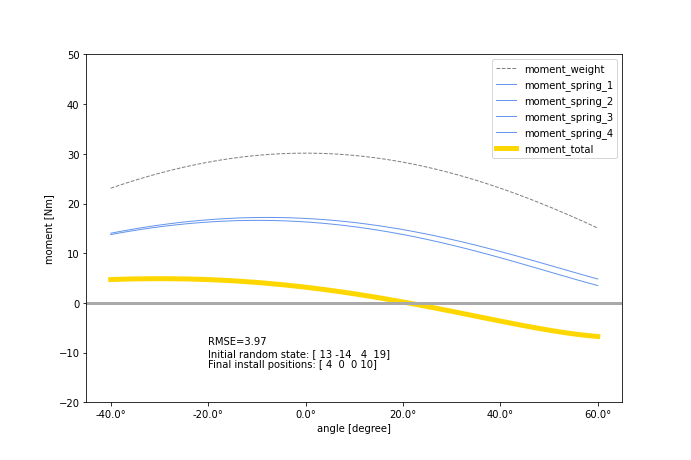 50
40
30
20
10
0
−10
−20
moment [Nm]
moment_weight
moment_spring_1
moment_spring_2
moment_spring_3
moment_spring_4
moment_total
RMSE=3.97
Initial random state: [ 13 -14   4  19]
Final install positions: [ 4  0  0 10]
-40.0° -20.0° 0.0° 20.0° 40.0° 60.0°
angle [degree]